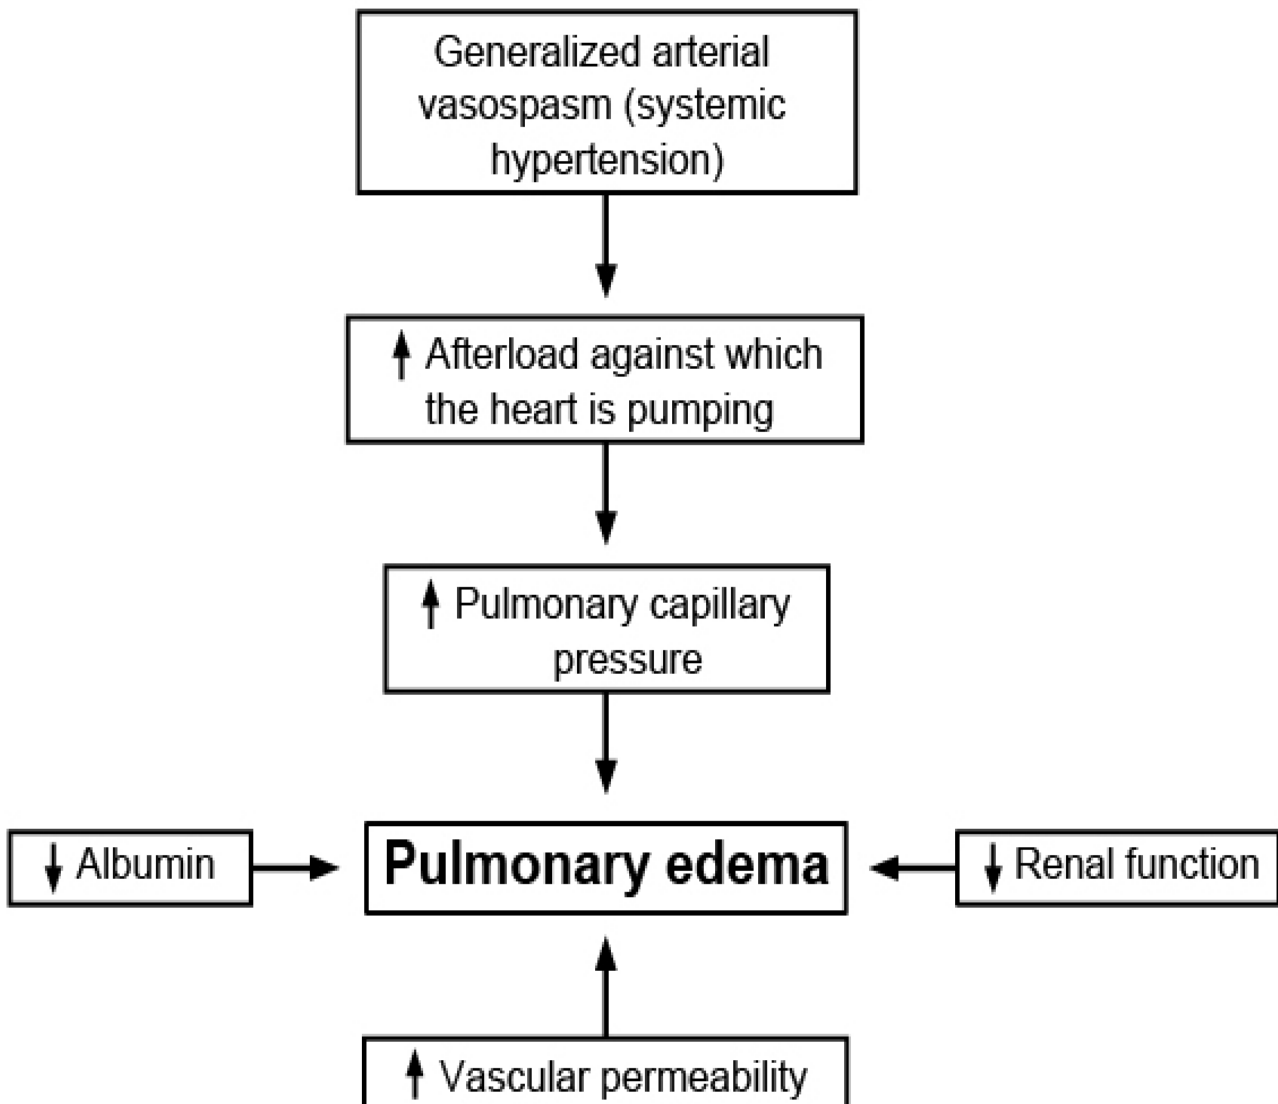 Generalized arterial
vasospasm (systemic
hypertension)
↑ Afterload against which
the heart is pumping
↑ Pulmonary capillary
pressure
↓ Albumin
Pulmonary edema
↓ Renal function
↑ Vascular permeability